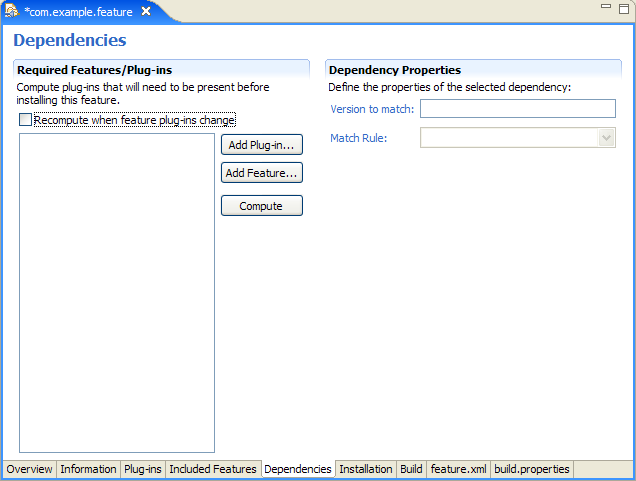 *com.example.feature
Dependencies
Required Features/Plug-ins
Compute plug-ins that will need to be present before
installing this feature.
Recompute when feature plug-ins change
Add Plug-in...
Add Feature...
Compute
Dependency Properties
Define the properties of the selected dependency:
Version to match:
Match Rule:
Overview Information Plug-ins Included Features Dependencies Installation Build feature.xml build.properties